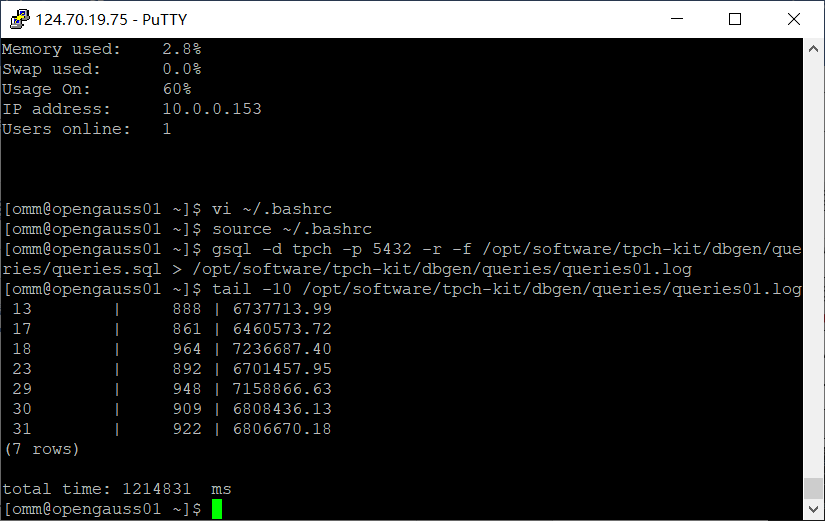 124.70.19.75 - PuTTY
Memory used:    2.8%
Swap used:      0.0%
Usage On:       60%
IP address:     10.0.0.153
Users online:   1
[omm@opengauss01 ~]$ vi ~/.bashrc
[omm@opengauss01 ~]$ source ~/.bashrc
[omm@opengauss01 ~]$ gsql -d tpch -p 5432 -r -f /opt/software/tpch-kit/dbgen/que
ries/queries.sql > /opt/software/tpch-kit/dbgen/queries/queries01.log
[omm@opengauss01 ~]$ tail -10 /opt/software/tpch-kit/dbgen/queries/queries01.log
 13        |      888 | 6737713.99
 17        |      861 | 6460573.72
 18        |      964 | 7236687.40
 23        |      892 | 6701457.95
 29        |      948 | 7158866.63
 30        |      909 | 6808436.13
 31        |      922 | 6806670.18
(7 rows)
total time: 1214831  ms
[omm@opengauss01 ~]$